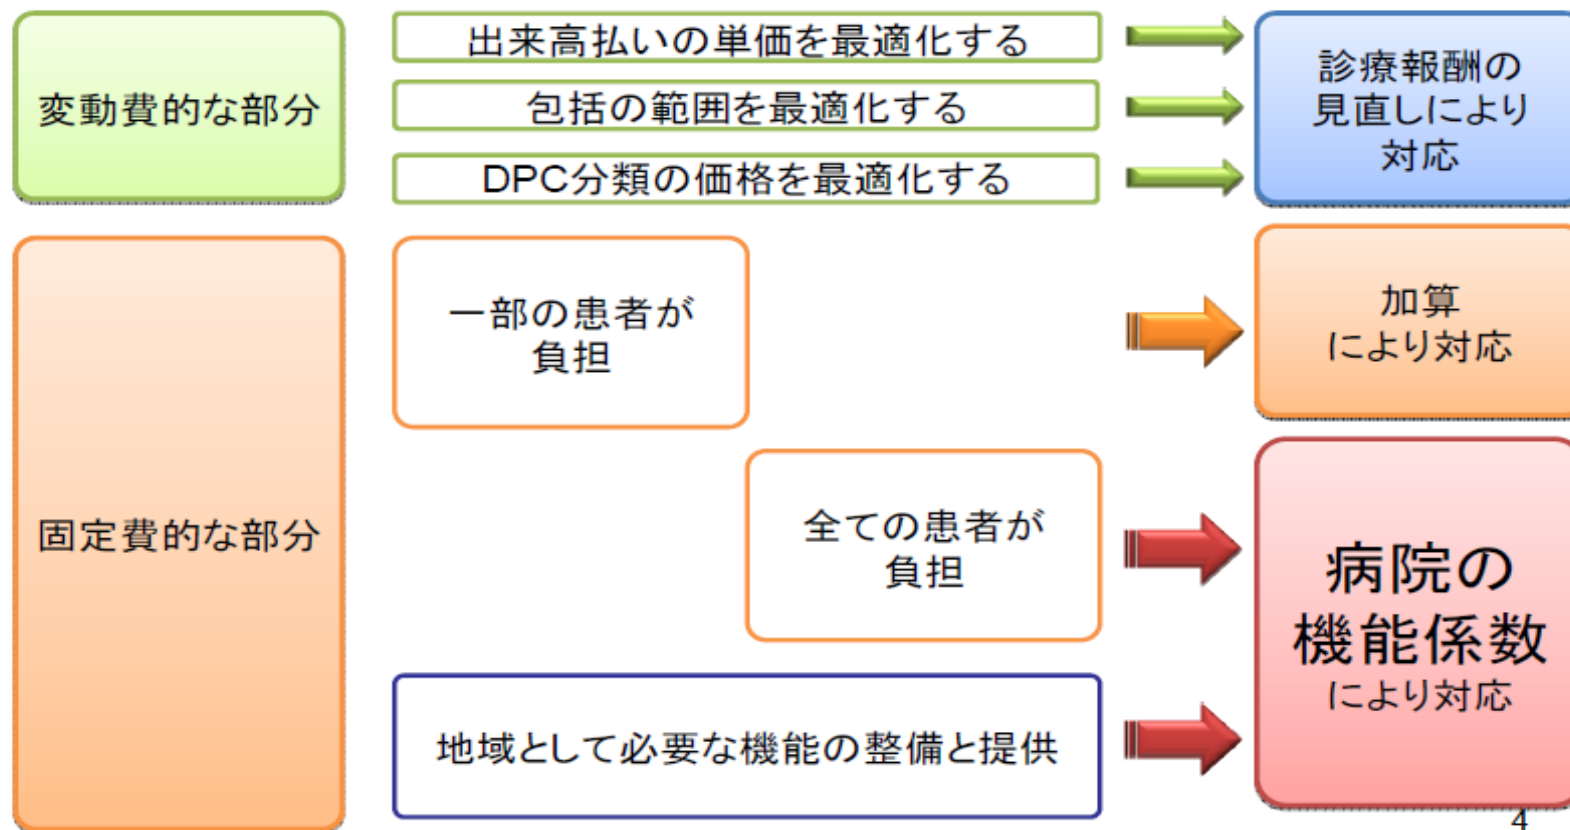 変動費的な部分
出来高払いの単価を最適化する
包括の範囲を最適化する
DPC分類の価格を最適化する
診療報酬の
見直しにより
対応
固定費的な部分
一部の患者が
負担
加算
により対応
全ての患者が
負担
地域として必要な機能の整備と提供
病院の
機能係数
により対応
4